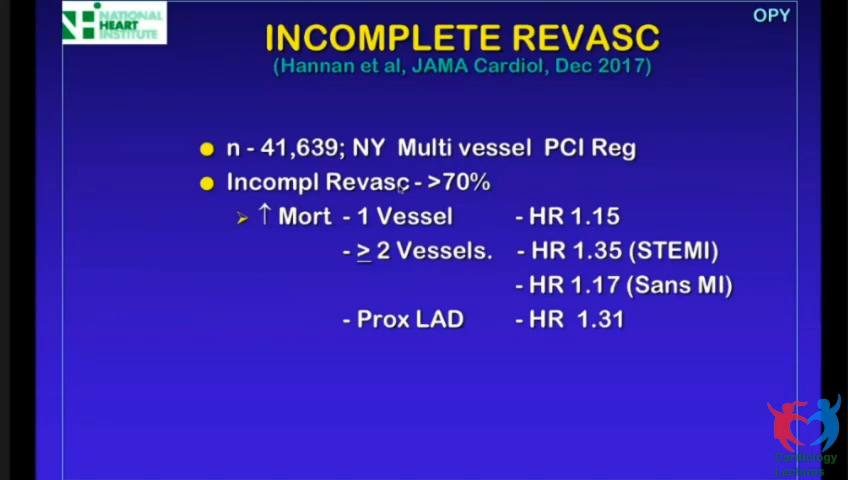 NATIONAL
HEART
INSTITUTE
OPY
INCOMPLETE REVASC
(Hannan et al, JAMA Cardiol, Dec 2017)
n - 41,639; NY Multi vessel PCI Reg
Incompl Revasc - >70%
↑ Mort - 1 Vessel - HR 1.15
- ≥ 2 Vessels. - HR 1.35 (STEMI)
- HR 1.17 (Sans MI)
- Prox LAD - HR 1.31
Cardiology
Lectures